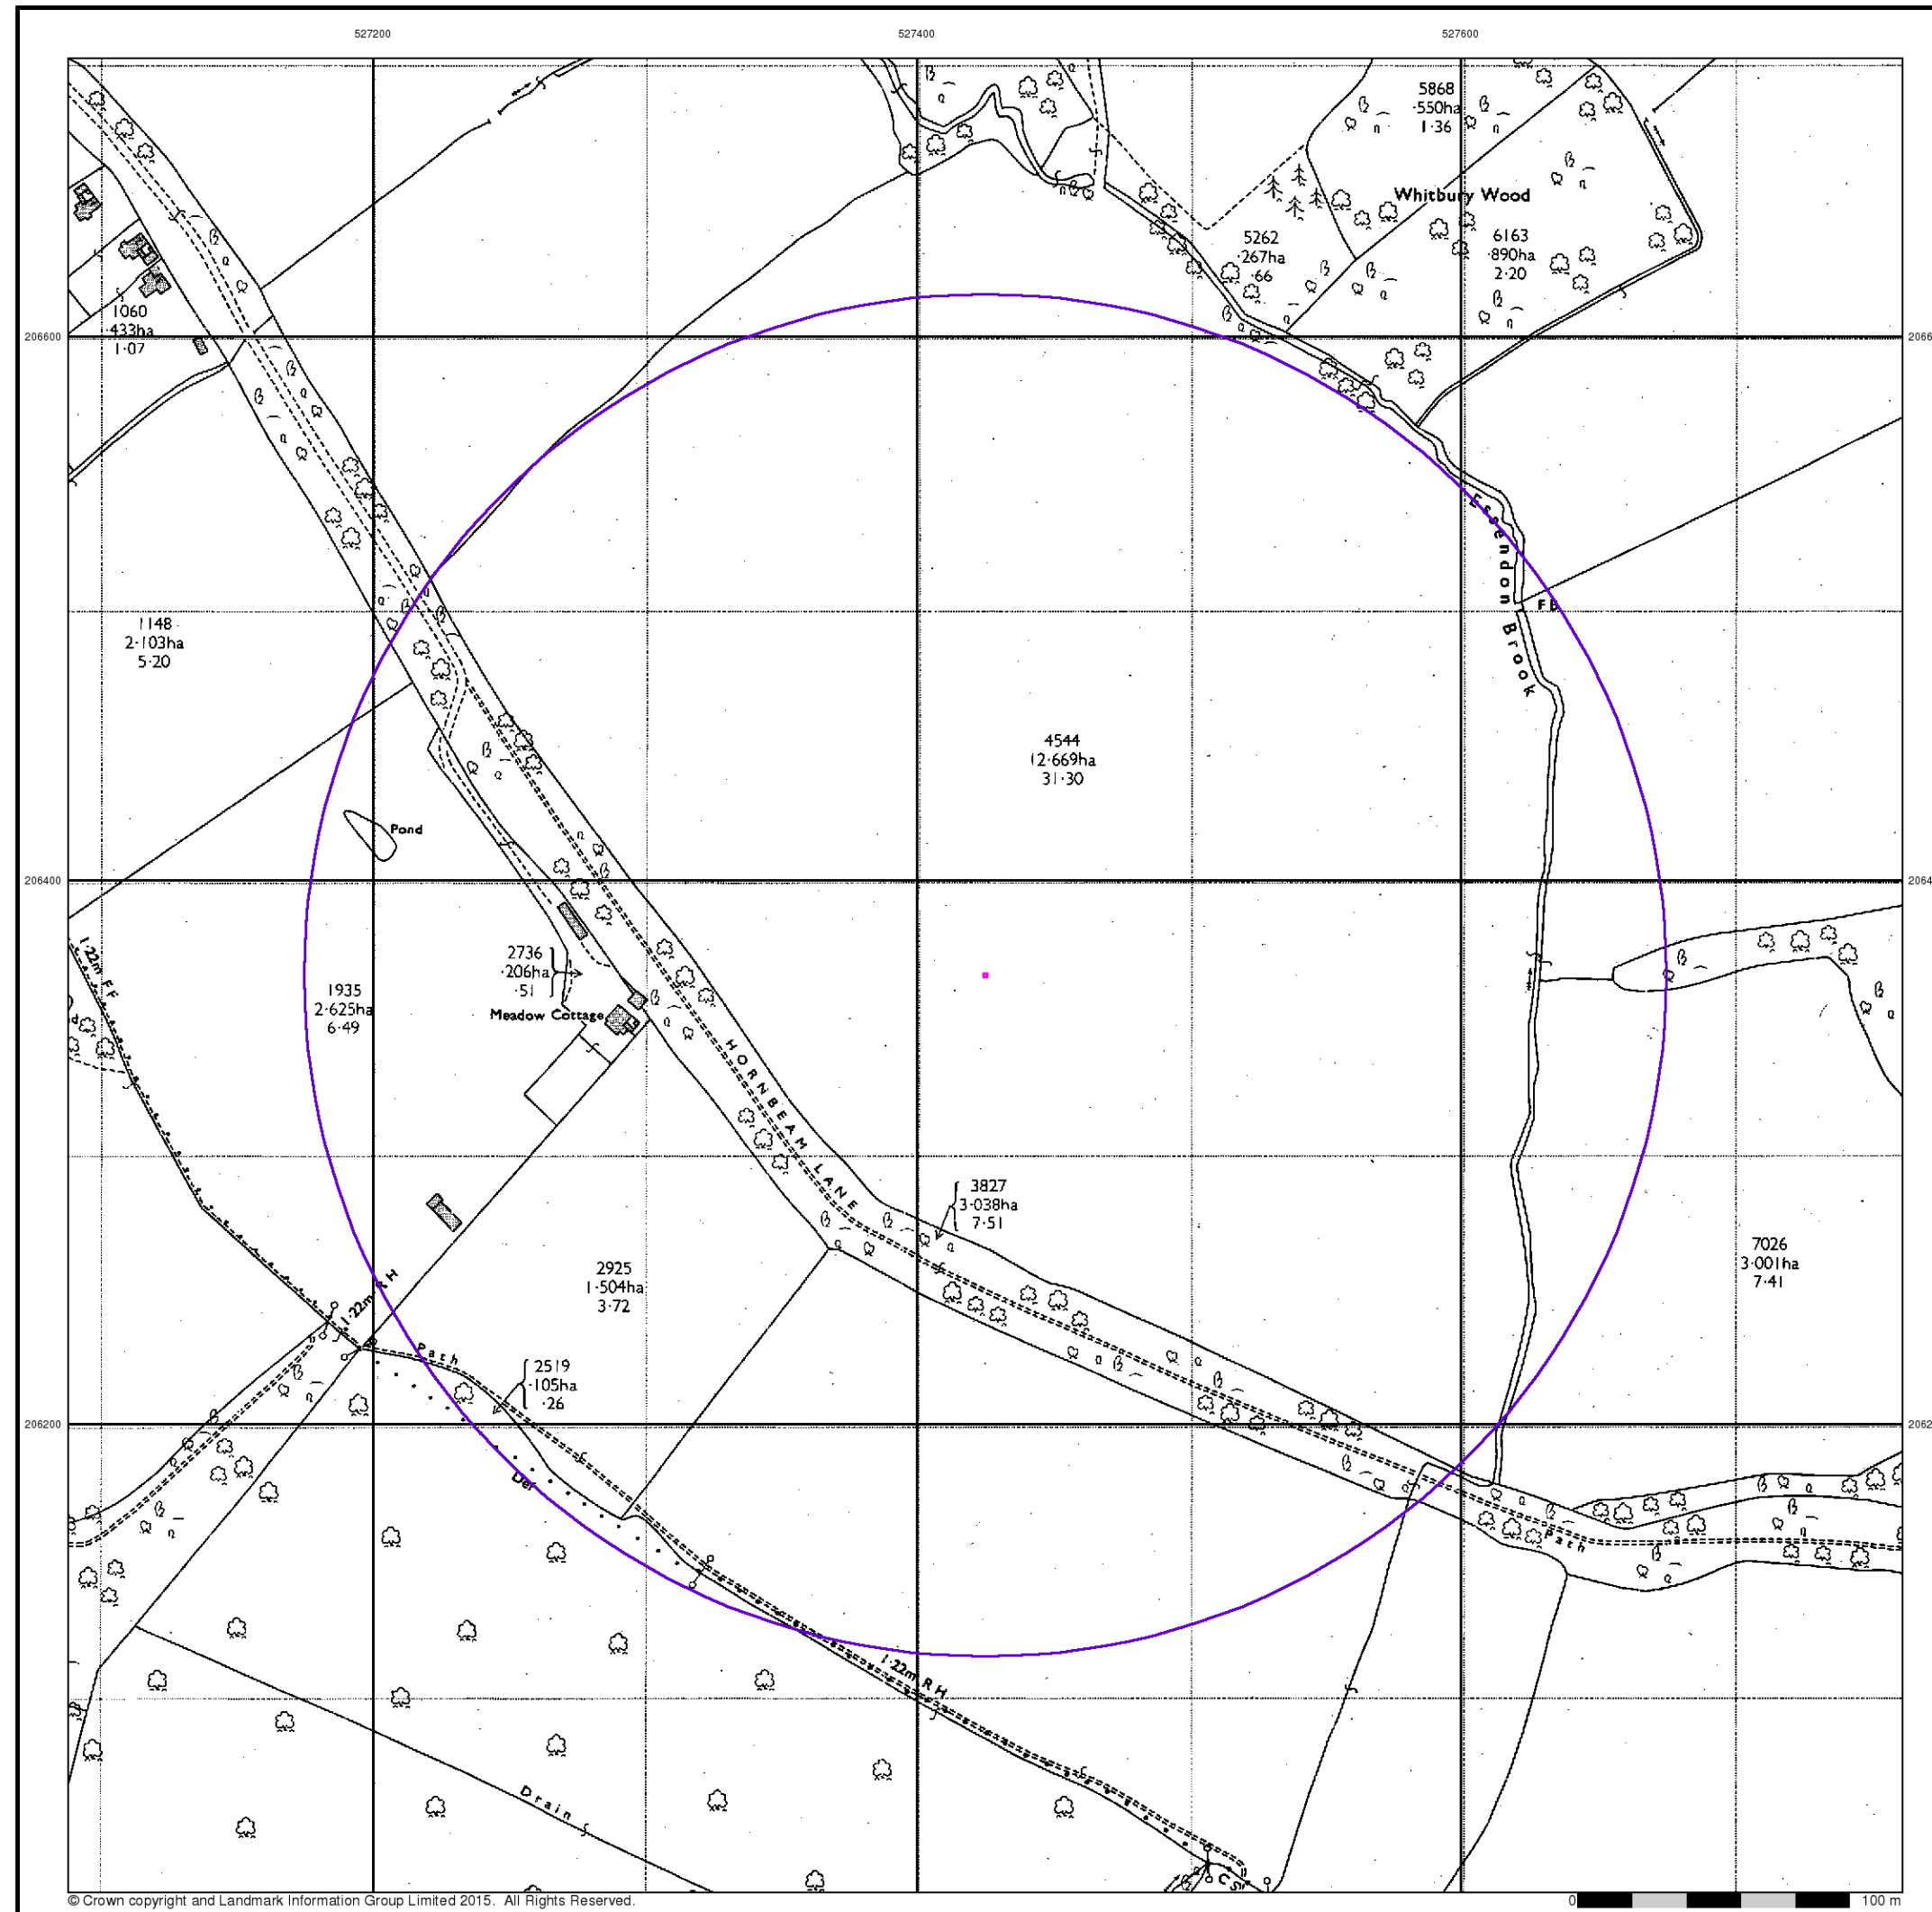 527200
527400
527600
5868
·550ha
1·36
Whitbury Wood
5262
·267ha
·66
6163
·890ha
2·20
1060
·433ha
1·07
206600
Essendon Brook
1148
2·103ha
5·20
4544
12·669ha
31·30
Pond
206400
1·22m FF
2736
·206ha
·51
1935
2·625ha
6·49
Meadow Cottage
HORNBEAM LANE
3827
3·038ha
7·51
7026
3·001ha
7·41
2925
1·504ha
3·72
1·22m RH
Path
2519
·105ha
·26
206200
Def
Path
1·22m RH
Drain
CS
© Crown copyright and Landmark Information Group Limited 2015. All Rights Reserved.
0
100 m